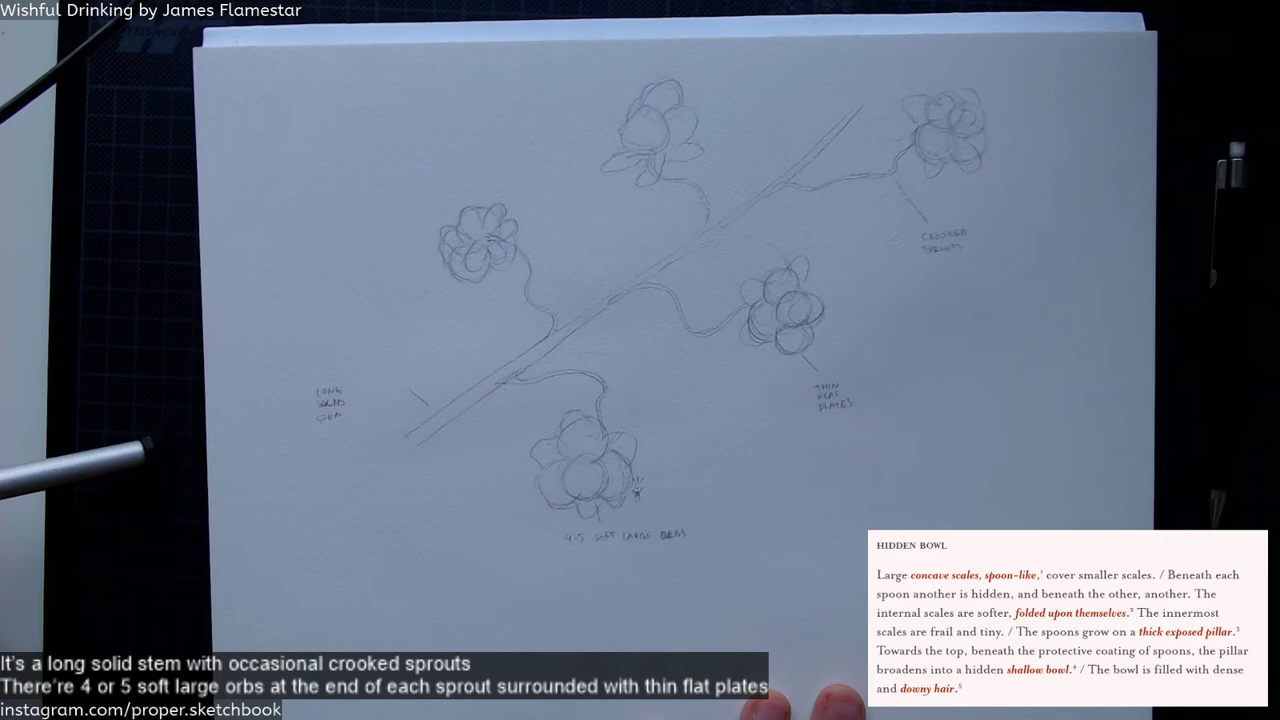 Wishful Drinking by James Flamestar
CROOKED
SPROUTS
LONG
SOLID
STEM
THIN
FLAT
PLATES
4-5 SOFT LARGE ORBS
HIDDEN BOWL
Large concave scales, spoon-like,¹ cover smaller scales. / Beneath each
spoon another is hidden, and beneath the other, another. The
internal scales are softer, folded upon themselves.² The innermost
scales are frail and tiny. / The spoons grow on a thick exposed pillar.³
Towards the top, beneath the protective coating of spoons, the pillar
broadens into a hidden shallow bowl.⁴ / The bowl is filled with dense
and downy hair.⁵
It's a long solid stem with occasional crooked sprouts
There're 4 or 5 soft large orbs at the end of each sprout surrounded with thin flat plates
instagram.com/proper.sketchbook